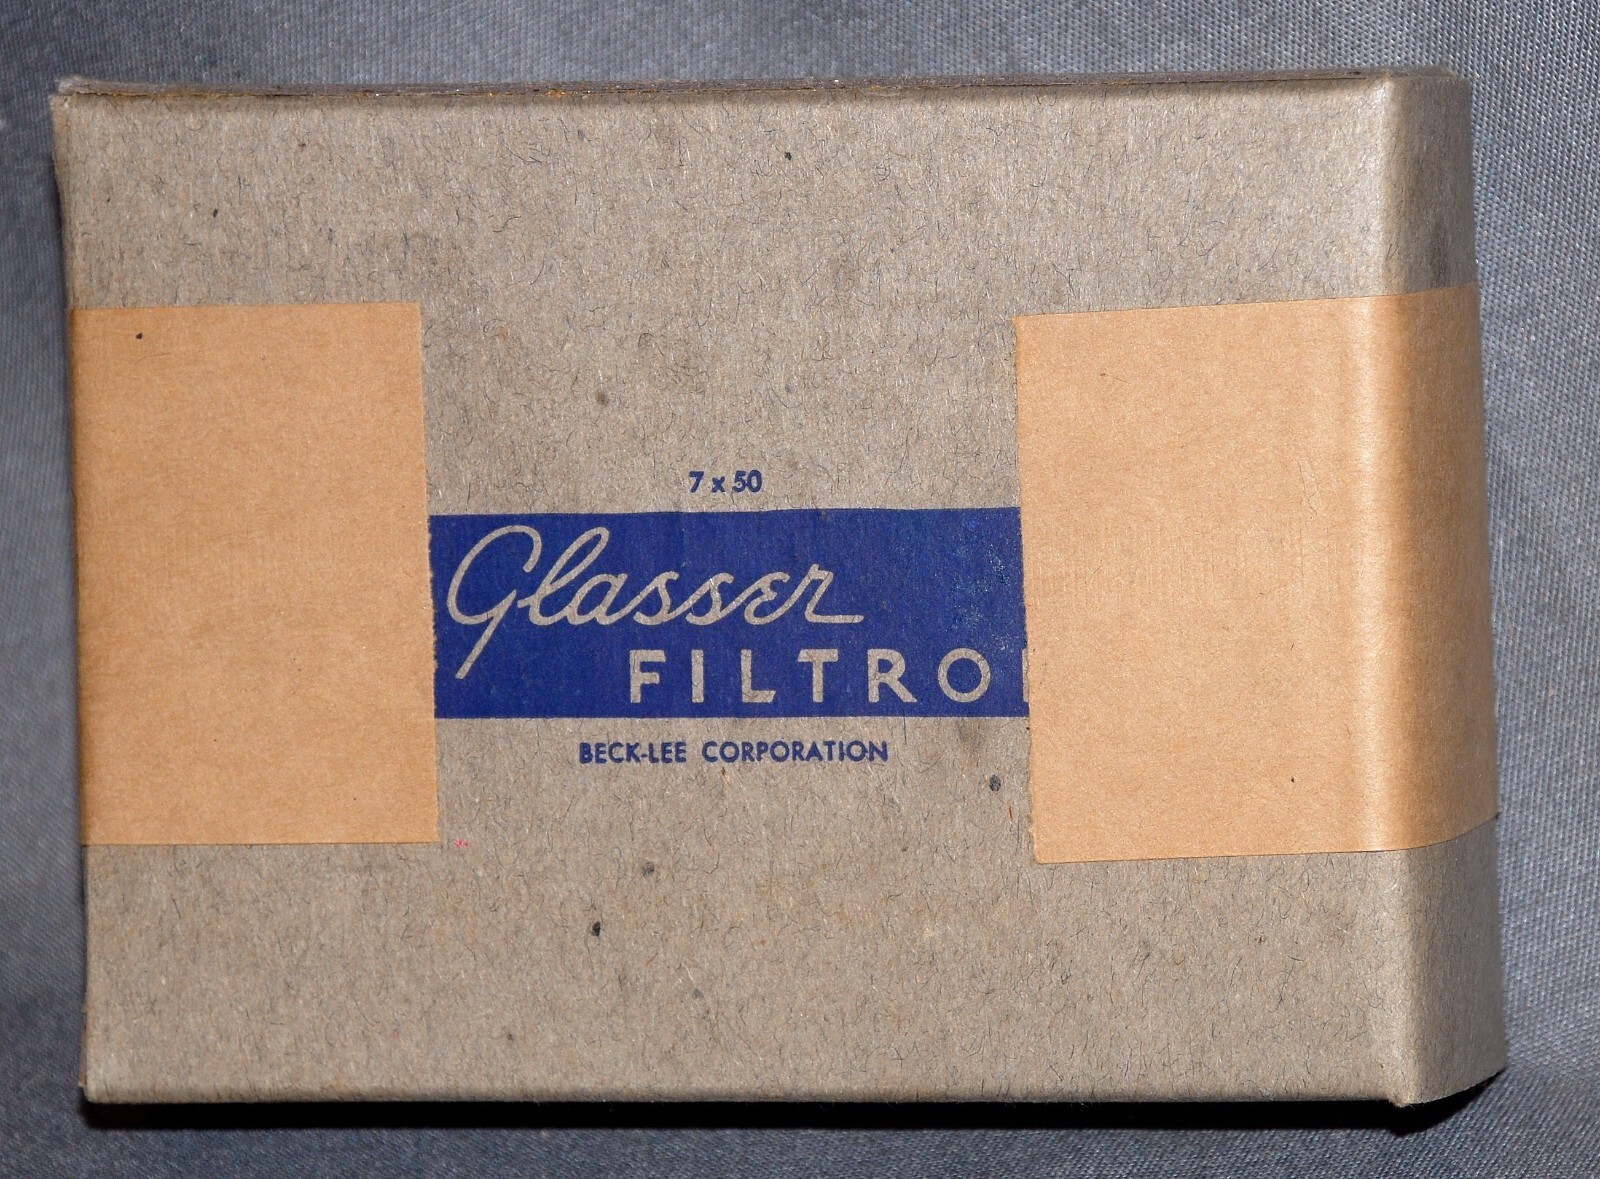 7 x 50
Glasser
FILTRO
BECK-LEE CORPORATION